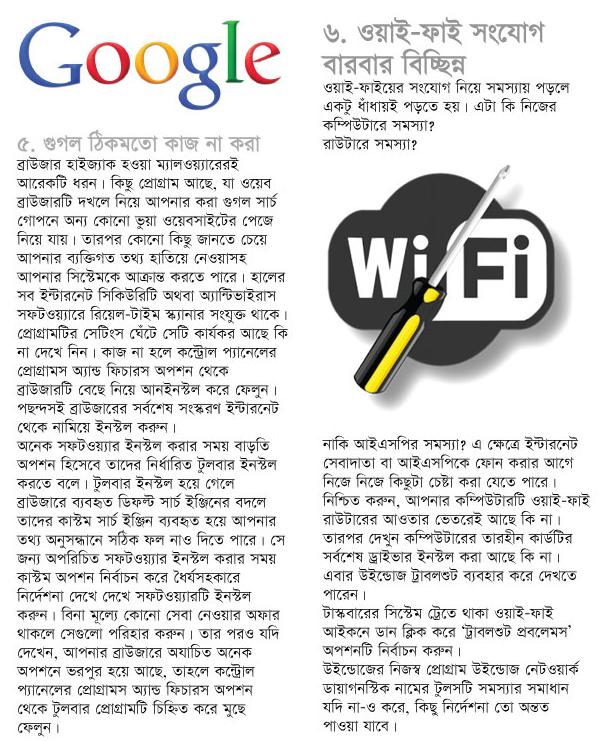 Google
৫. গুগল ঠিকমতো কাজ না করা
ব্রাউজার হাইজ্যাক হওয়া ম্যালওয়্যারেরই
আরেকটি ধরন। কিছু প্রোগ্রাম আছে, যা ওয়েব
ব্রাউজারটি দখলে নিয়ে আপনার করা গুগল সার্চ
গোপনে অন্য কোনো ভুয়া ওয়েবসাইটের পেজে
নিয়ে যায়। তারপর কোনো কিছু জানতে চেয়ে
আপনার ব্যক্তিগত তথ্য হাতিয়ে নেওয়াসহ
আপনার সিস্টেমকে আক্রান্ত করতে পারে। হালের
সব ইন্টারনেট সিকিউরিটি অথবা অ্যান্টিভাইরাস
সফটওয়্যারে রিয়েল-টাইম স্ক্যানার সংযুক্ত থাকে।
প্রোগ্রামটির সেটিংস ঘেঁটে সেটি কার্যকর আছে কি
না দেখে নিন। কাজ না হলে কন্ট্রোল প্যানেলের
প্রোগ্রামস অ্যান্ড ফিচারস অপশন থেকে
ব্রাউজারটি বেছে নিয়ে আনইনস্টল করে ফেলুন।
পছন্দসই ব্রাউজারের সর্বশেষ সংস্করণ ইন্টারনেট
থেকে নামিয়ে ইনস্টল করুন।
অনেক সফটওয়্যার ইনস্টল করার সময় বাড়তি
অপশন হিসেবে তাদের নির্ধারিত টুলবার ইনস্টল
করতে বলে। টুলবার ইনস্টল হয়ে গেলে
ব্রাউজারে ব্যবহৃত ডিফল্ট সার্চ ইঞ্জিনের বদলে
তাদের কাস্টম সার্চ ইঞ্জিন ব্যবহৃত হয়ে আপনার
তথ্য অনুসন্ধানে সঠিক ফল নাও দিতে পারে। সে
জন্য অপরিচিত সফটওয়্যার ইনস্টল করার সময়
কাস্টম অপশন নির্বাচন করে ধৈর্যসহকারে
নির্দেশনা দেখে দেখে সফটওয়্যারটি ইনস্টল
করুন। বিনা মূল্যে কোনো সেবা নেওয়ার অফার
থাকলে সেগুলো পরিহার করুন। তার পরও যদি
দেখেন, আপনার ব্রাউজারে অযাচিত অনেক
অপশনে ভরপুর হয়ে আছে, তাহলে কন্ট্রোল
প্যানেলের প্রোগ্রামস অ্যান্ড ফিচারস অপশন
থেকে টুলবার প্রোগ্রামটি চিহ্নিত করে মুছে
ফেলুন।
৬. ওয়াই-ফাই সংযোগ
বারবার বিচ্ছিন্ন
ওয়াই-ফাইয়ের সংযোগ নিয়ে সমস্যায় পড়লে
একটু ধাঁধায়ই পড়তে হয়। এটা কি নিজের
কম্পিউটারে সমস্যা?
রাউটারে সমস্যা?
Wi Fi
নাকি আইএসপির সমস্যা? এ ক্ষেত্রে ইন্টারনেট
সেবাদাতা বা আইএসপিকে ফোন করার আগে
নিজে নিজে কিছুটা চেষ্টা করা যেতে পারে।
নিশ্চিত করুন, আপনার কম্পিউটারটি ওয়াই-ফাই
রাউটারের আওতার ভেতরেই আছে কি না।
তারপর দেখুন কম্পিউটারের তারহীন কার্ডটির
সর্বশেষ ড্রাইভার ইনস্টল করা আছে কি না।
এবার উইন্ডোজ ট্রাবলশুট ব্যবহার করে দেখতে
পারেন।
টাস্কবারের সিস্টেম ট্রেতে থাকা ওয়াই-ফাই
আইকনে ডান ক্লিক করে ‘ট্রাবলশুট প্রবলেমস’
অপশনটি নির্বাচন করুন।
উইন্ডোজের নিজস্ব প্রোগ্রাম উইন্ডোজ নেটওয়ার্ক
ডায়াগনস্টিক নামের টুলসটি সমস্যার সমাধান
যদি না-ও করে, কিছু নির্দেশনা তো অন্তত
পাওয়া যাবে।